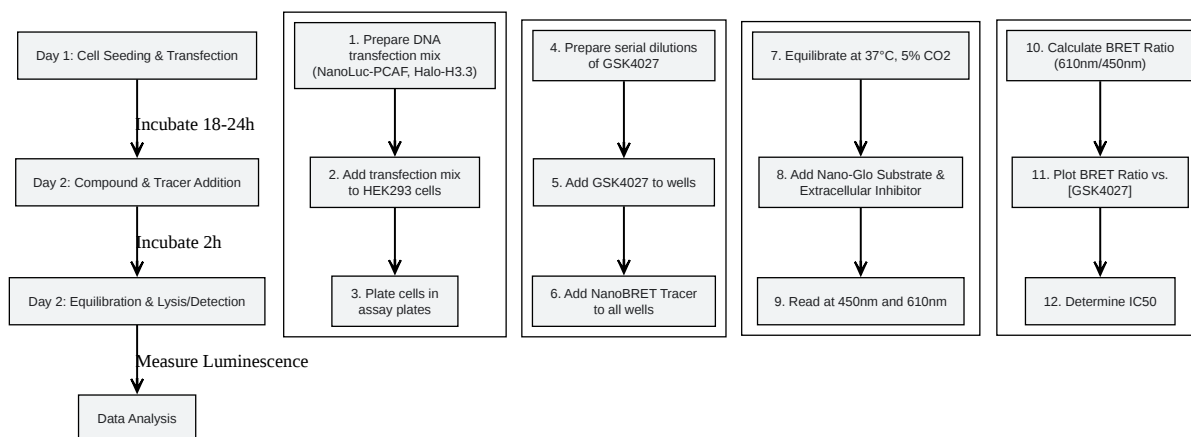 Day 1: Cell Seeding & Transfection
Incubate 18-24h
Day 2: Compound & Tracer Addition
Incubate 2h
Day 2: Equilibration & Lysis/Detection
Measure Luminescence
Data Analysis
1. Prepare DNA
transfection mix
(NanoLuc-PCAF, Halo-H3.3)
2. Add transfection mix
to HEK293 cells
3. Plate cells in
assay plates
4. Prepare serial dilutions
of GSK4027
5. Add GSK4027 to wells
6. Add NanoBRET Tracer
to all wells
7. Equilibrate at 37°C, 5% CO2
8. Add Nano-Glo Substrate &
Extracellular Inhibitor
9. Read at 450nm and 610nm
10. Calculate BRET Ratio
(610nm/450nm)
11. Plot BRET Ratio vs.
[GSK4027]
12. Determine IC50